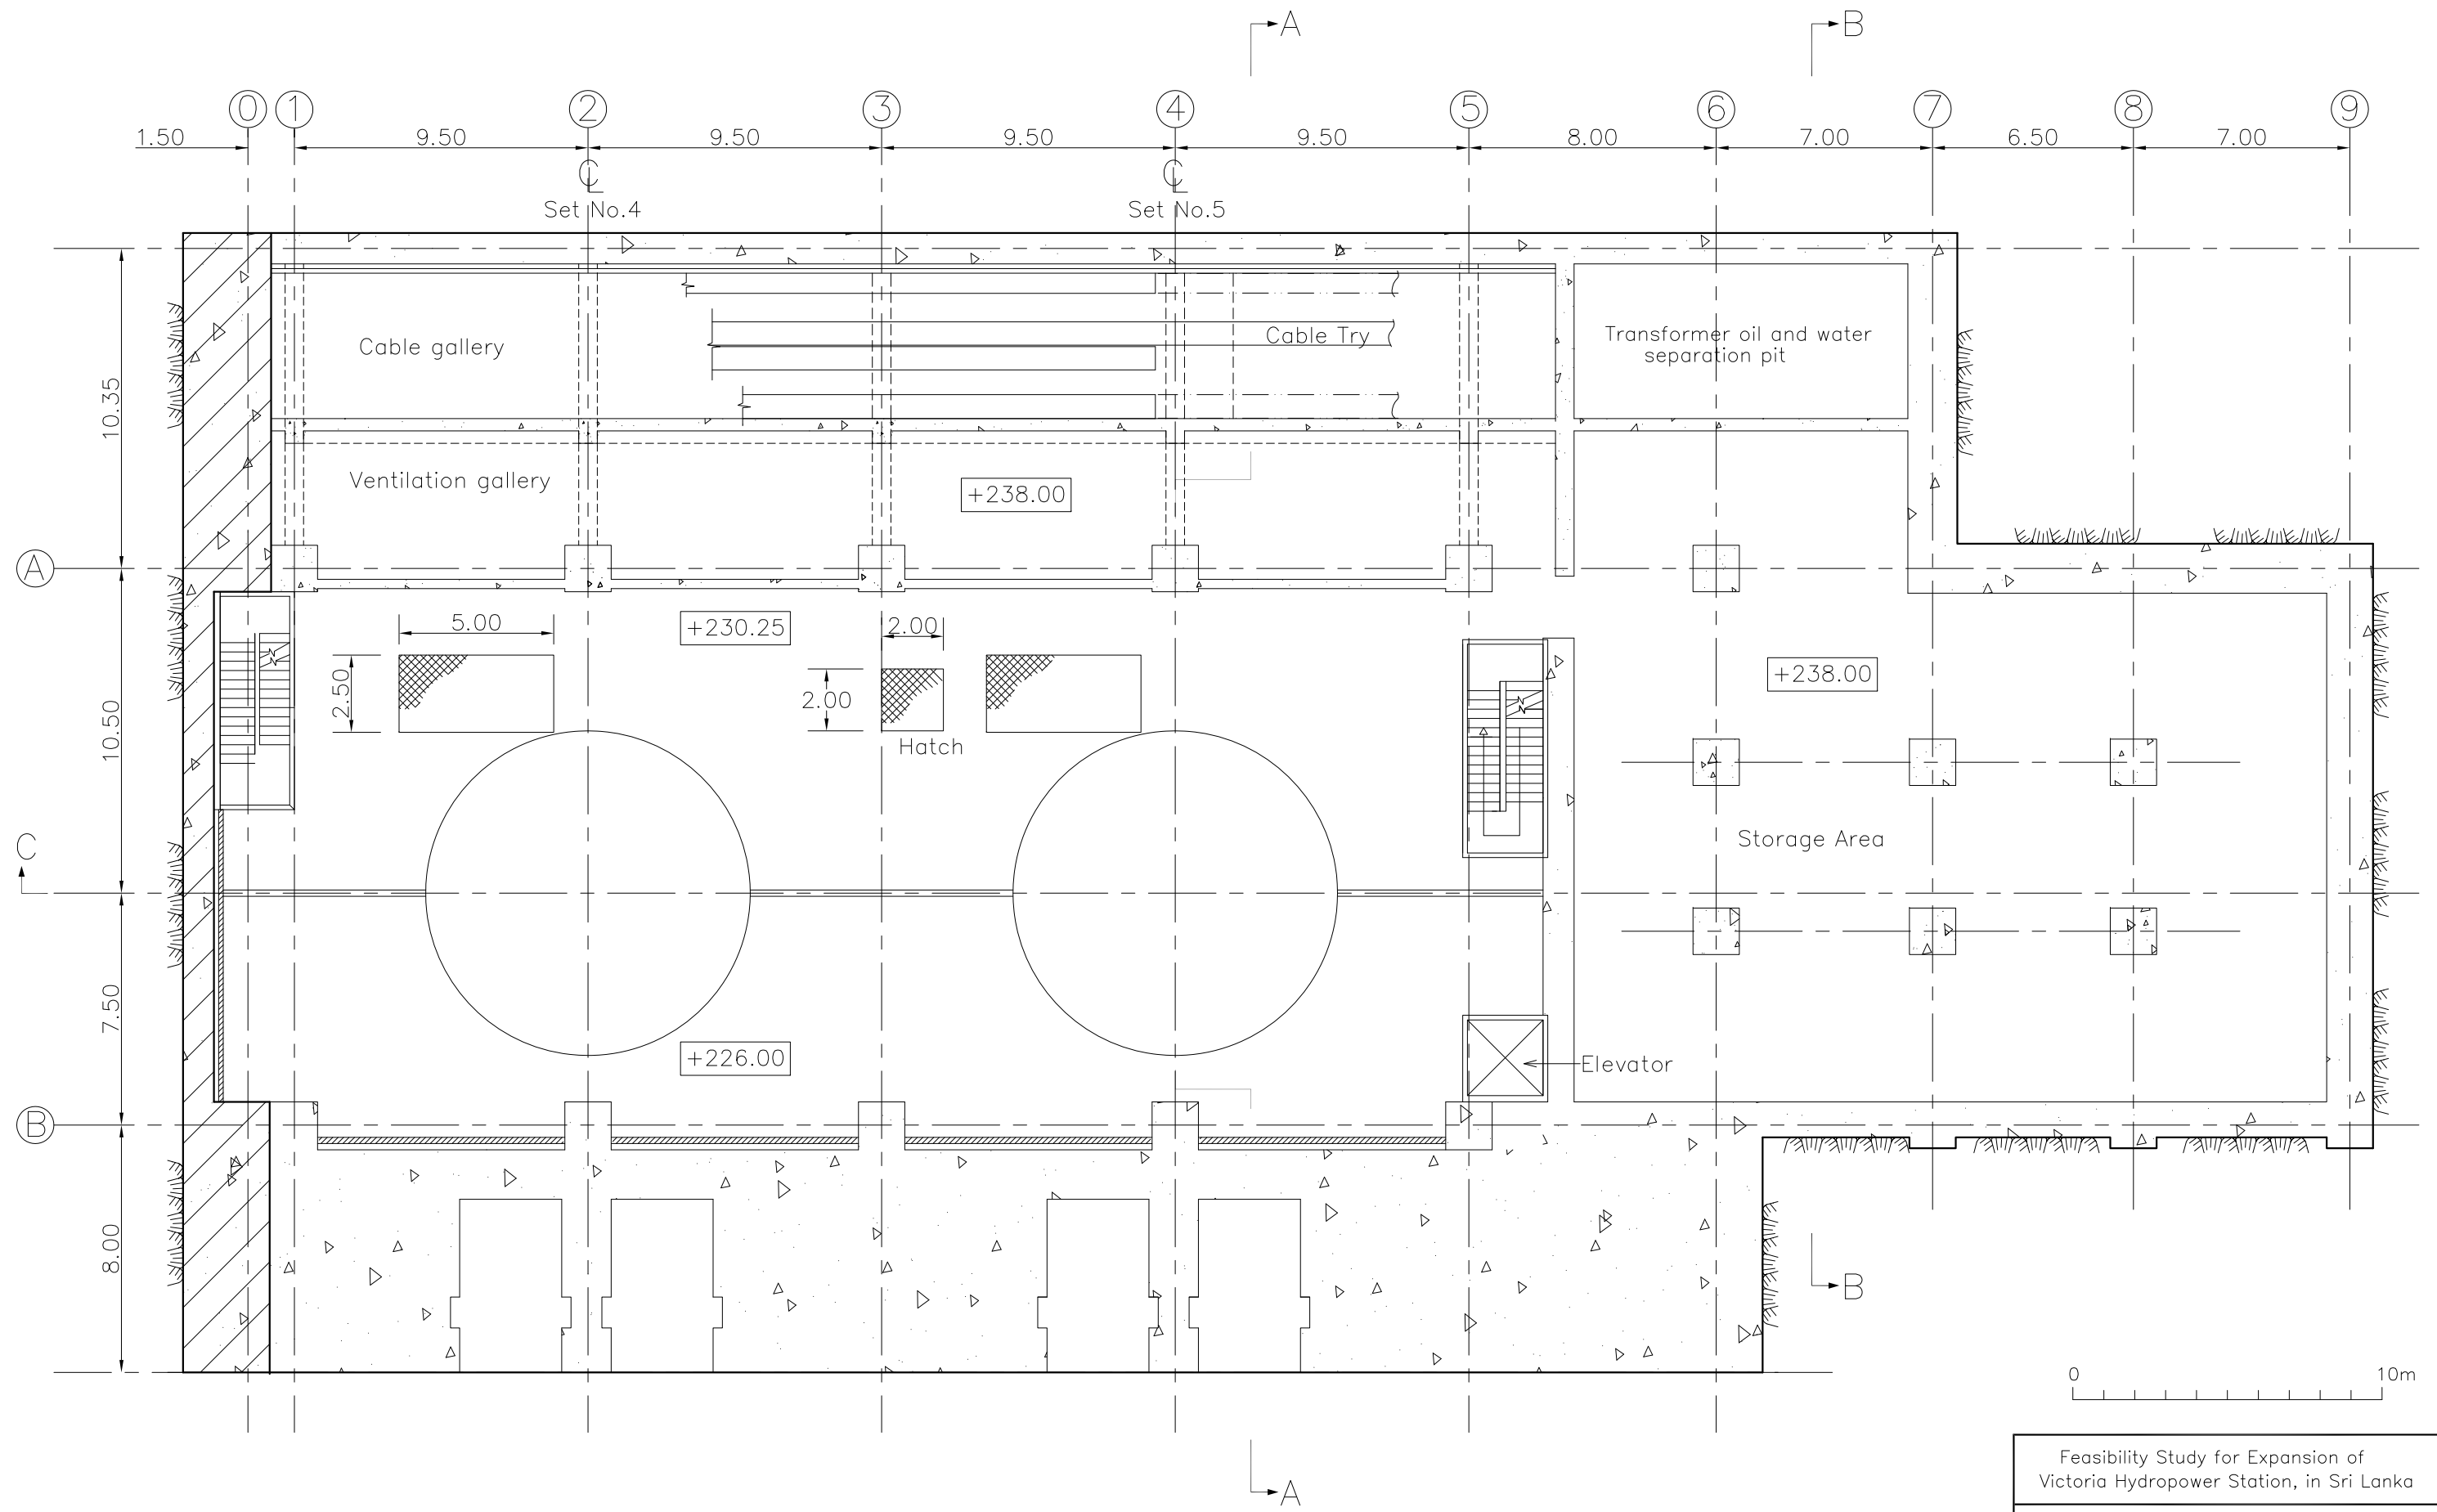 A
B
0
1
2
3
4
5
6
7
8
9
1.50
9.50
9.50
9.50
9.50
8.00
7.00
6.50
7.00
CL
CL
Set No.4
Set No.5
Cable gallery
Cable Try
Transformer oil and water
separation pit
10.35
Ventilation gallery
+238.00
A
5.00
+230.25
2.00
2.50
2.00
+238.00
10.50
Hatch
Storage Area
C
7.50
+226.00
Elevator
B
8.00
B
0
10m
A
Feasibility Study for Expansion of
Victoria Hydropower Station, in Sri Lanka